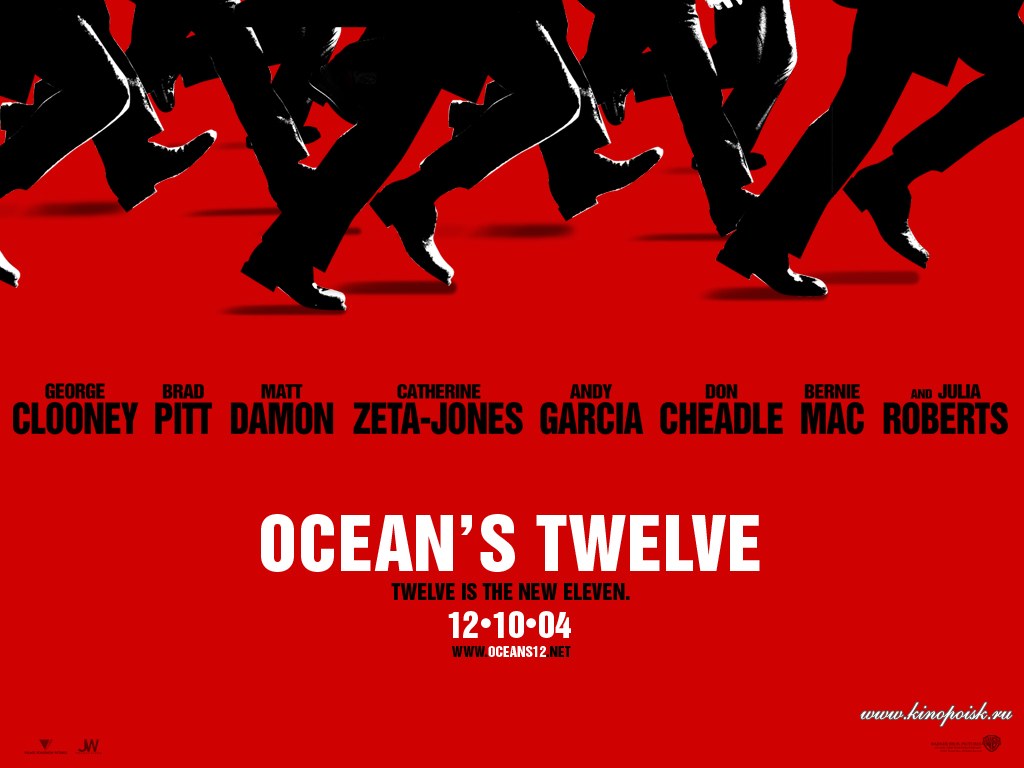 GEORGE CLOONEY BRAD PITT MATT DAMON CATHERINE ZETA-JONES ANDY GARCIA DON CHEADLE BERNIE MAC AND JULIA ROBERTS
OCEAN'S TWELVE
TWELVE IS THE NEW ELEVEN.
12•10•04
WWW.OCEANS12.NET
www.kinopoisk.ru
JW